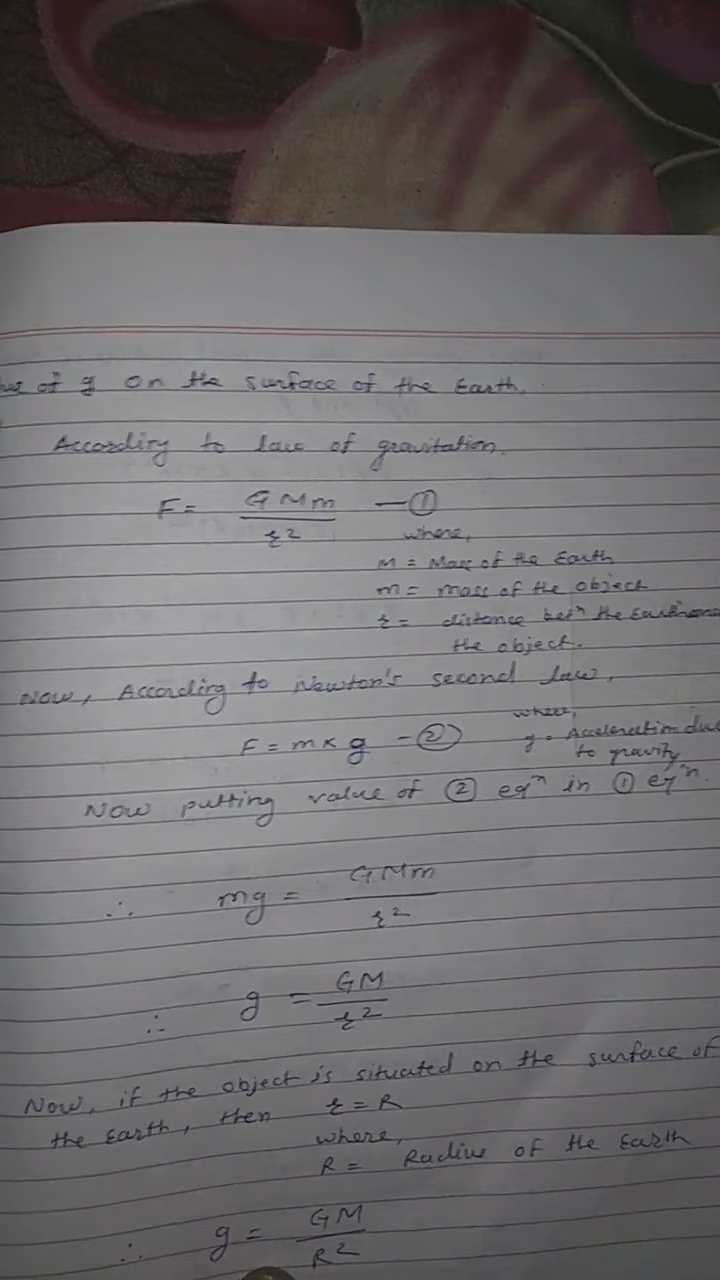 of g on the surface of the Earth.
According to law of gravitation.
F = GMm/r² — ①
where,
M = Mass of the Earth
m = mass of the object
r = distance betⁿ the Earth
the object.
Now, According to Newton's second law,
F = m × g - ②
where,
g = Acceleration due
to gravity
Now putting value of ② eqⁿ in ① eqⁿ.
∴ mg = GMm/r²
∴ g = GM/r²
Now, if the object is situated on the surface of
the Earth, then r = R
where,
R = Radius of the Earth
∴ g = GM/R²